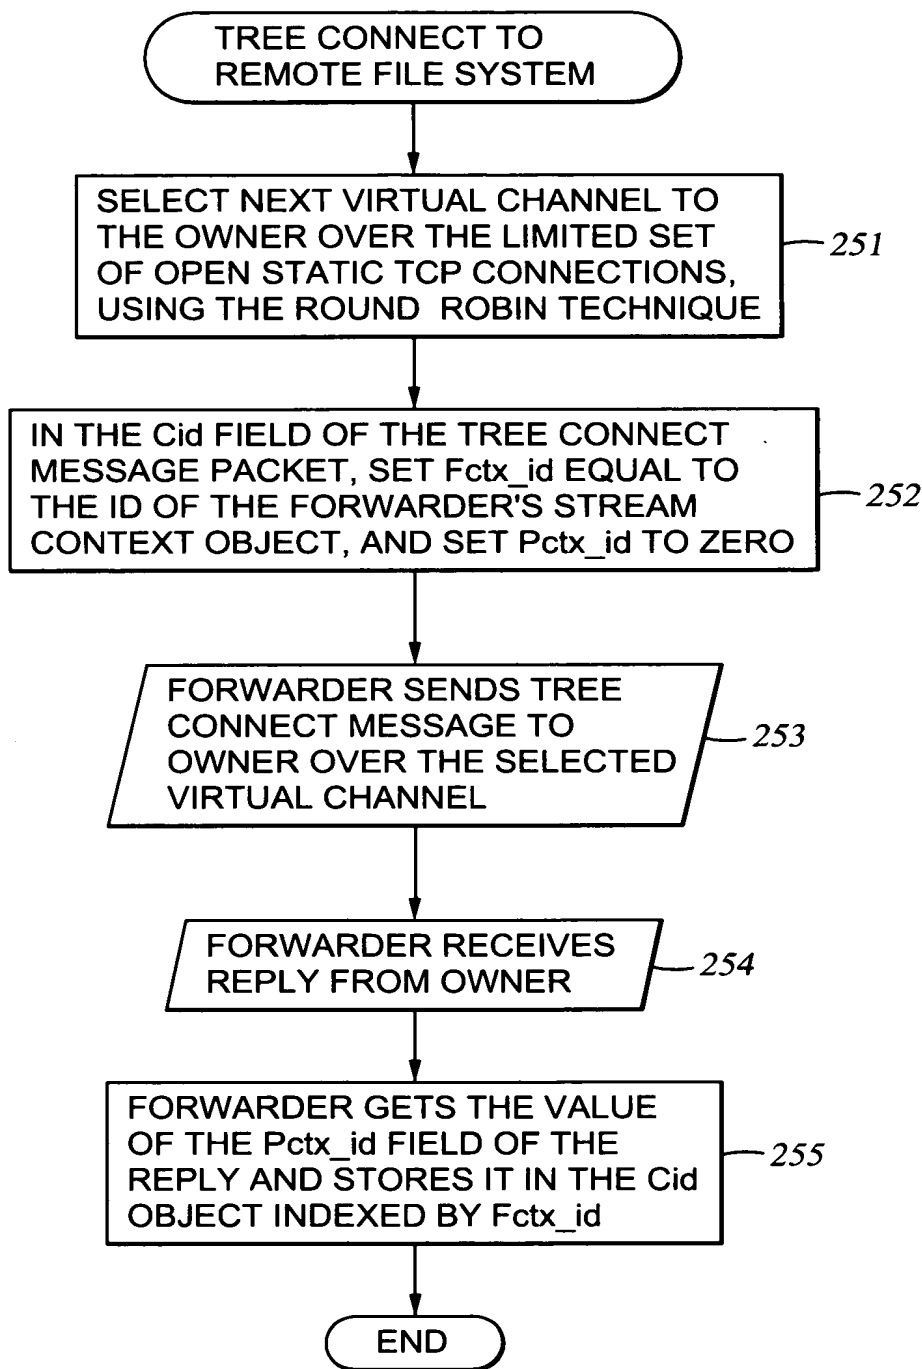 TREE CONNECT TO
REMOTE FILE SYSTEM
SELECT NEXT VIRTUAL CHANNEL TO
THE OWNER OVER THE LIMITED SET
OF OPEN STATIC TCP CONNECTIONS,
USING THE ROUND ROBIN TECHNIQUE
251
IN THE Cid FIELD OF THE TREE CONNECT
MESSAGE PACKET, SET Fctx_id EQUAL TO
THE ID OF THE FORWARDER'S STREAM
CONTEXT OBJECT, AND SET Pctx_id TO ZERO
252
FORWARDER SENDS TREE
CONNECT MESSAGE TO
OWNER OVER THE SELECTED
VIRTUAL CHANNEL
253
FORWARDER RECEIVES
REPLY FROM OWNER
254
FORWARDER GETS THE VALUE
OF THE Pctx_id FIELD OF THE
REPLY AND STORES IT IN THE Cid
OBJECT INDEXED BY Fctx_id
255
END